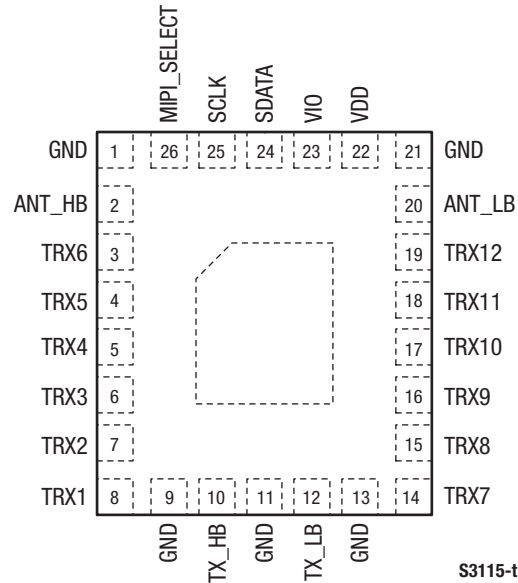 MIPI_SELECT SCLK SDATA VIO VDD
GND 1 26 25 24 23 22 21 GND
ANT_HB 2 20 ANT_LB
TRX6 3 19 TRX12
TRX5 4 18 TRX11
TRX4 5 17 TRX10
TRX3 6 16 TRX9
TRX2 7 15 TRX8
TRX1 8 9 10 11 12 13 14 TRX7
GND TX_HB GND TX_LB GND
S3115-t